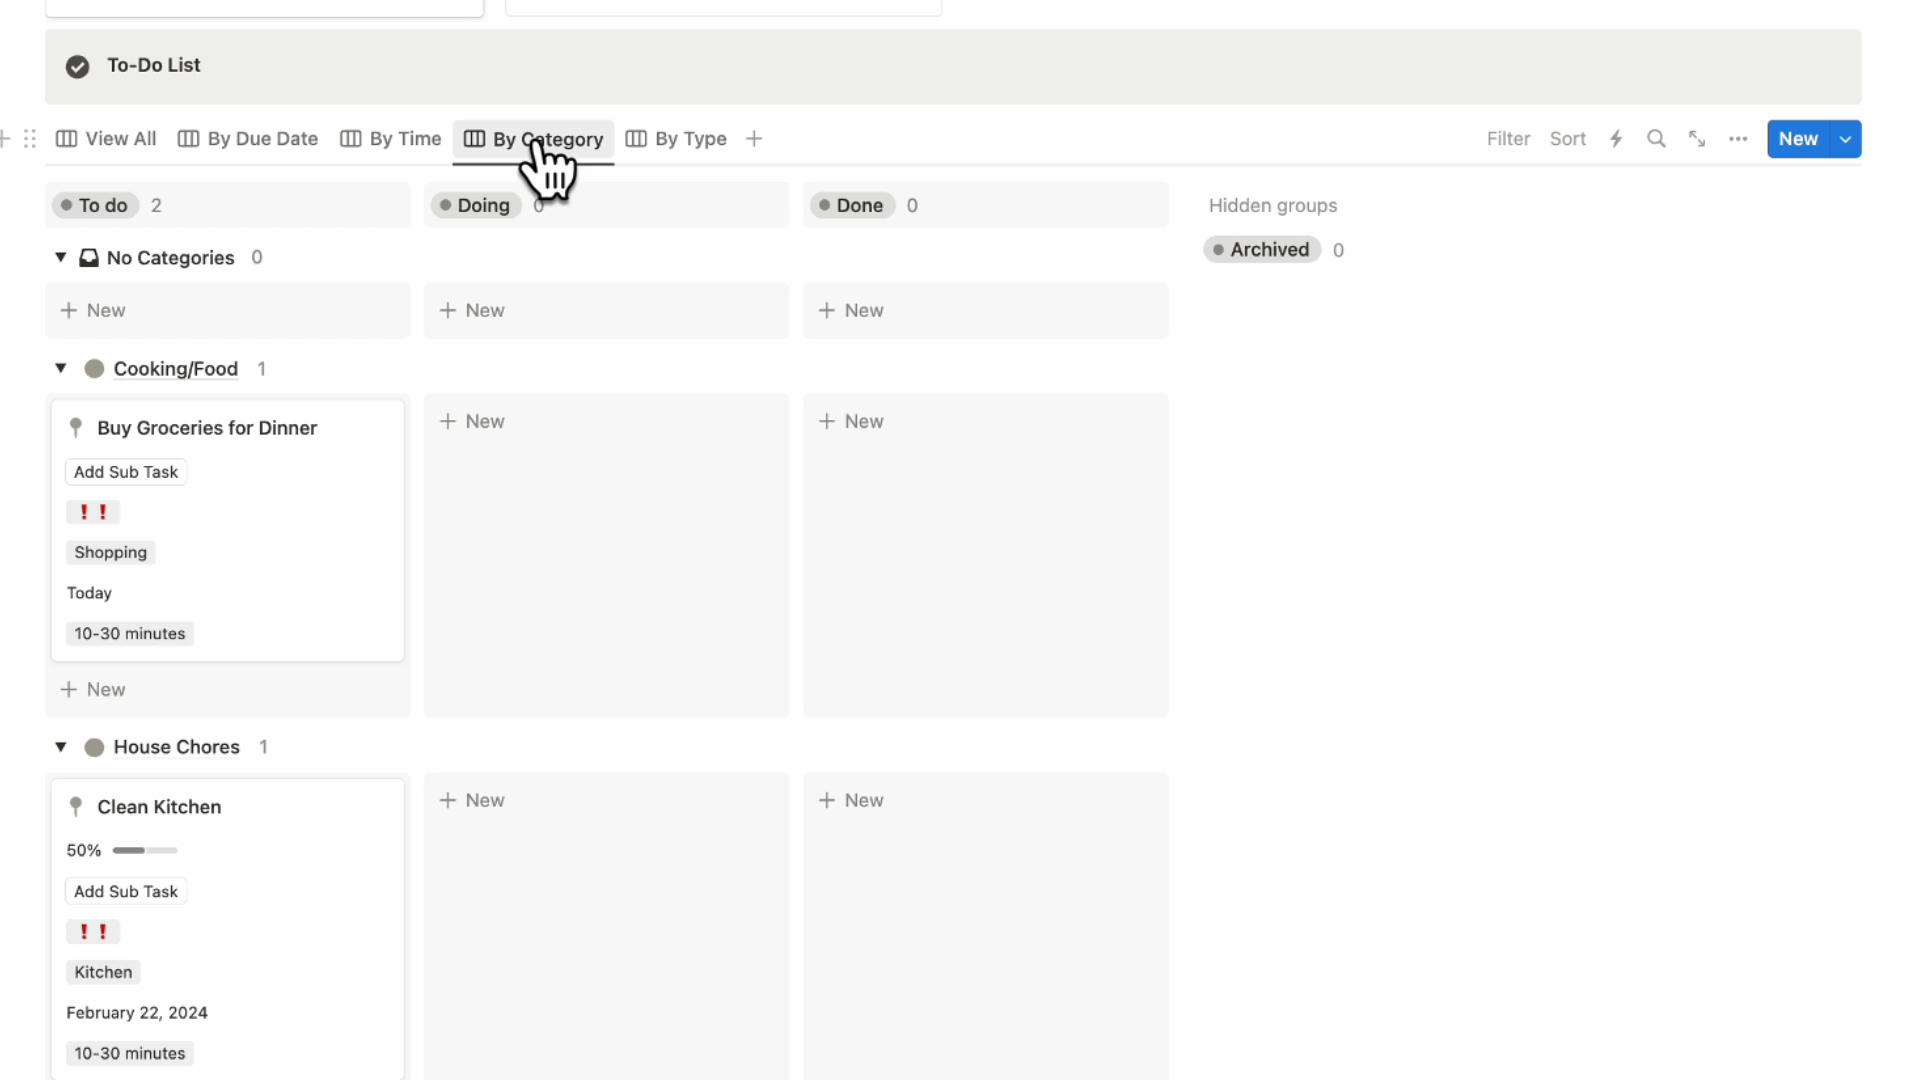 To-Do List
View All By Due Date By Time By Category By Type
Filter Sort New
To do 2 Doing 0 Done 0 Hidden groups
Archived 0
No Categories 0
+ New + New + New
Cooking/Food 1
Buy Groceries for Dinner
+ New + New
Add Sub Task
❗❗
Shopping
Today
10-30 minutes
+ New
House Chores 1
Clean Kitchen
+ New + New
50%
Add Sub Task
❗❗
Kitchen
February 22, 2024
10-30 minutes